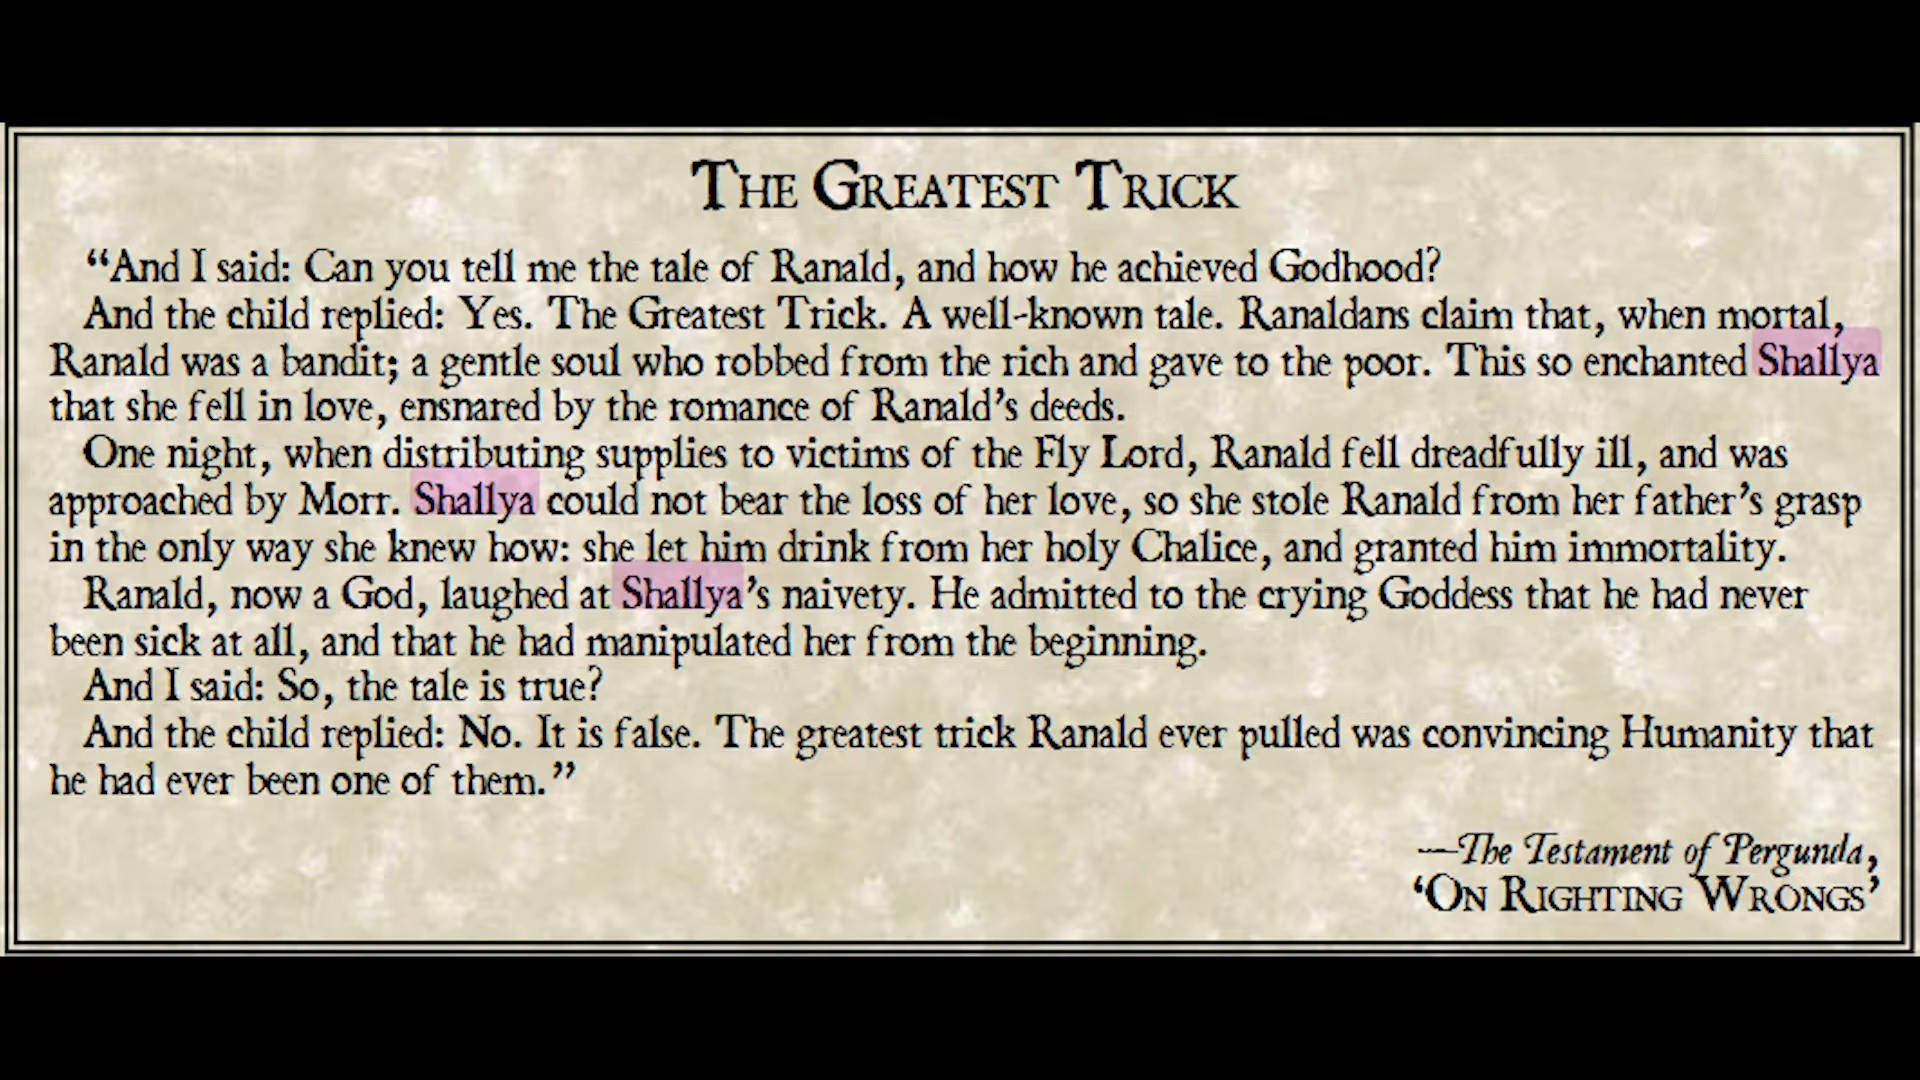 THE GREATEST TRICK
“And I said: Can you tell me the tale of Ranald, and how he achieved Godhood?
And the child replied: Yes. The Greatest Trick. A well-known tale. Ranaldans claim that, when mortal,
Ranald was a bandit; a gentle soul who robbed from the rich and gave to the poor. This so enchanted Shallya
that she fell in love, ensnared by the romance of Ranald’s deeds.
One night, when distributing supplies to victims of the Fly Lord, Ranald fell dreadfully ill, and was
approached by Morr. Shallya could not bear the loss of her love, so she stole Ranald from her father’s grasp
in the only way she knew how: she let him drink from her holy Chalice, and granted him immortality.
Ranald, now a God, laughed at Shallya’s naivety. He admitted to the crying Goddess that he had never
been sick at all, and that he had manipulated her from the beginning.
And I said: So, the tale is true?
And the child replied: No. It is false. The greatest trick Ranald ever pulled was convincing Humanity that
he had ever been one of them.”
—The Testament of Pergunda,
‘ON RIGHTING WRONGS’